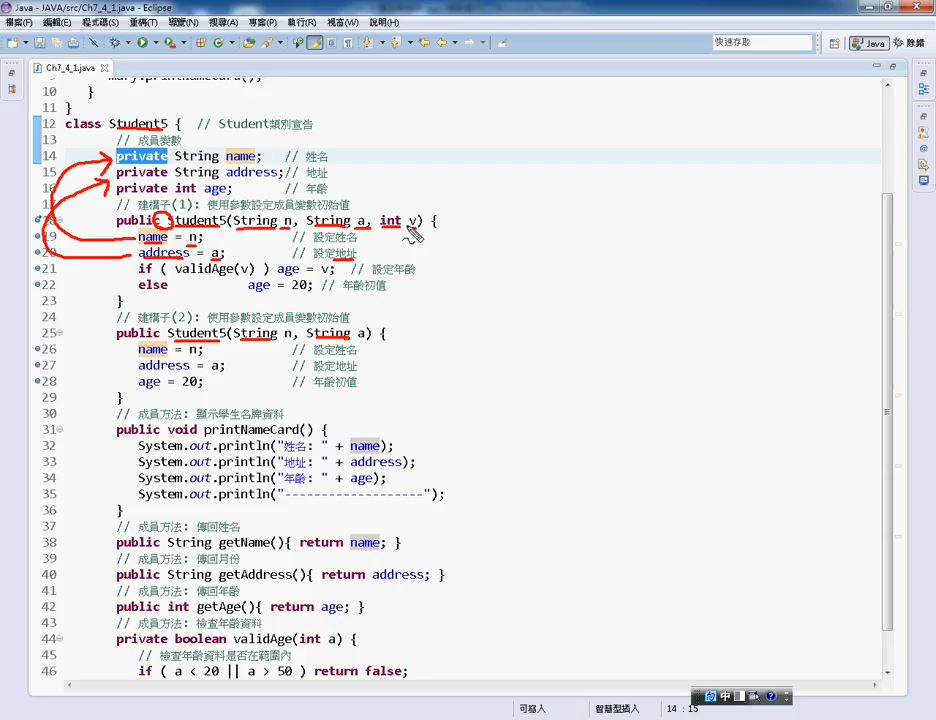 Java - JAVA/src/Ch7_4_1.java - Eclipse
檔案(F) 編輯(E) 程式碼(S) 重構(T) 導覽(N) 搜尋(A) 專案(P) 執行(R) 視窗(W) 說明(H)
快速存取 Java 除錯
Ch7_4_1.java
mary.printNameCard();
10 }
11 }
12 class Student5 { // Student類別宣告
13 // 成員變數
14 private String name; // 姓名
15 private String address;// 地址
16 private int age; // 年齡
17 // 建構子(1): 使用參數設定成員變數初始值
public Student5(String n, String a, int v) {
19 name = n; // 設定姓名
20 address = a; // 設定地址
21 if ( validAge(v) ) age = v; // 設定年齡
22 else age = 20; // 年齡初值
23 }
24 // 建構子(2): 使用參數設定成員變數初始值
25 public Student5(String n, String a) {
26 name = n; // 設定姓名
27 address = a; // 設定地址
28 age = 20; // 年齡初值
29 }
30 // 成員方法: 顯示學生名牌資料
31 public void printNameCard() {
32 System.out.println("姓名: " + name);
33 System.out.println("地址: " + address);
34 System.out.println("年齡: " + age);
35 System.out.println("-------------------");
36 }
37 // 成員方法: 傳回姓名
38 public String getName(){ return name; }
39 // 成員方法: 傳回月份
40 public String getAddress(){ return address; }
41 // 成員方法: 傳回年齡
42 public int getAge(){ return age; }
43 // 成員方法: 檢查年齡資料
44 private boolean validAge(int a) {
45 // 檢查年齡資料是否在範圍內
46 if ( a < 20 || a > 50 ) return false;
中
可寫入 智慧型插入 14 : 15